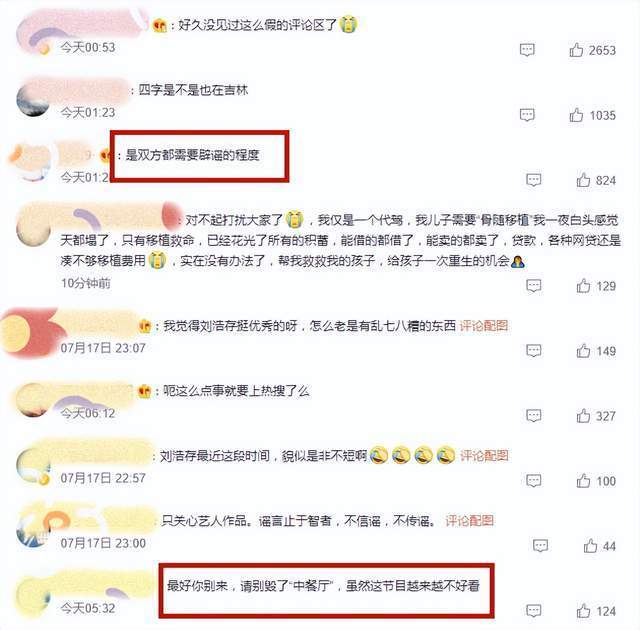 ：好久没见过这么假的评论区了
今天00:53
2653
：四字是不是也在吉林
今天01:23
1035
：是双方都需要辟谣的程度
今天01:2
824
：对不起打扰大家了，我仅是一个代驾，我儿子需要“骨随移植”我一夜白头感觉
天都塌了，只有移植救命，已经花光了所有的积蓄，能借的都借了，能卖的都卖了，贷款，各种网贷还是
凑不够移植费用，实在没有办法了，帮我救救我的孩子，给孩子一次重生的机会
10分钟前
129
：我觉得刘浩存挺优秀的呀，怎么老是有乱七八糟的东西 评论配图
07月17日 23:07
149
：呃这么点事就要上热搜了么
今天06:12
327
刘浩存最近这段时间，貌似是非不短啊 评论配图
07月17日 22:57
100
只关心艺人作品。谣言止于智者，不信谣，不传谣。 评论配图
07月17日 23:00
44
最好你别来，请别毁了“中餐厅”，虽然这节目越来越不好看
今天05:32
124